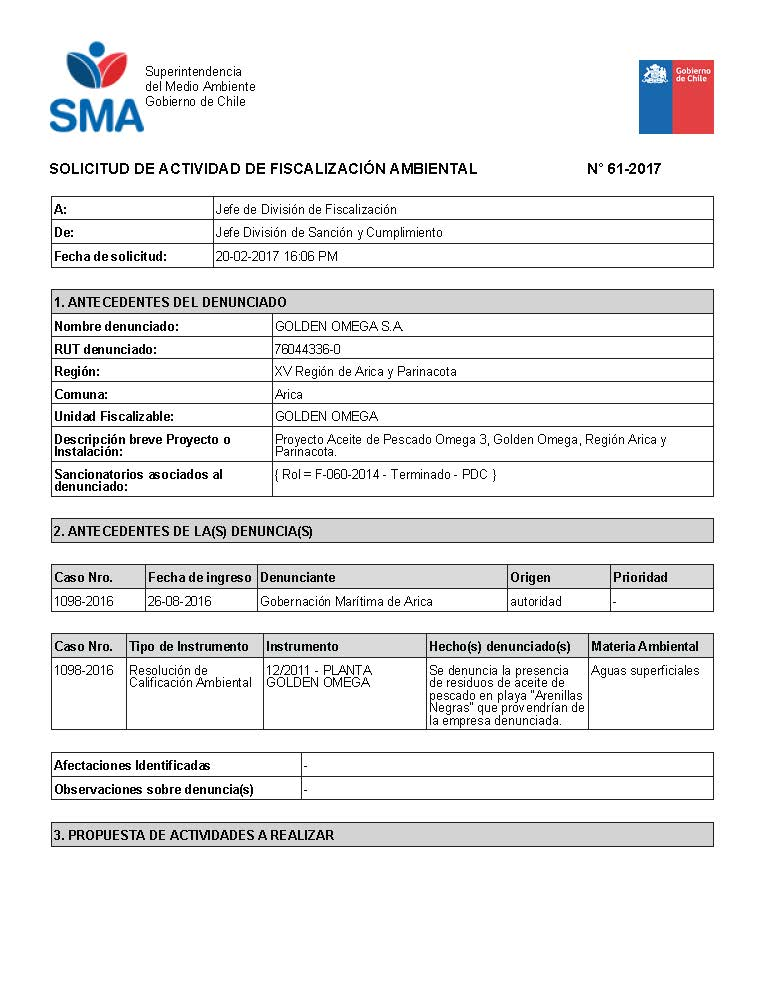 SMA
Superintendencia
del Medio Ambiente
Gobierno de Chile
Gobierno
de Chile
SOLICITUD DE ACTIVIDAD DE FISCALIZACIÓN AMBIENTAL N° 61-2017
A: Jefe de División de Fiscalización
De: Jefe División de Sanción y Cumplimiento
Fecha de solicitud: 20-02-2017 16:06 PM
1. ANTECEDENTES DEL DENUNCIADO
Nombre denunciado: GOLDEN OMEGA S.A.
RUT denunciado: 76044336-0
Región: XV Región de Arica y Parinacota
Comuna: Arica
Unidad Fiscalizable: GOLDEN OMEGA
Descripción breve Proyecto o
Instalación:
Proyecto Aceite de Pescado Omega 3, Golden Omega, Región Arica y
Parinacota.
Sancionatorios asociados al
denunciado:
{ Rol = F-060-2014 - Terminado - PDC }
2. ANTECEDENTES DE LA(S) DENUNCIA(S)
Caso Nro. Fecha de ingreso Denunciante Origen Prioridad
1098-2016 26-08-2016 Gobernación Marítima de Arica autoridad -
Caso Nro. Tipo de Instrumento Instrumento Hecho(s) denunciado(s) Materia Ambiental
1098-2016
Resolución de
Calificación Ambiental
12/2011 - PLANTA
GOLDEN OMEGA
Se denuncia la presencia
de residuos de aceite de
pescado en playa "Arenillas
Negras" que provendrían de
la empresa denunciada.
Aguas superficiales
Afectaciones Identificadas -
Observaciones sobre denuncia(s) -
3. PROPUESTA DE ACTIVIDADES A REALIZAR